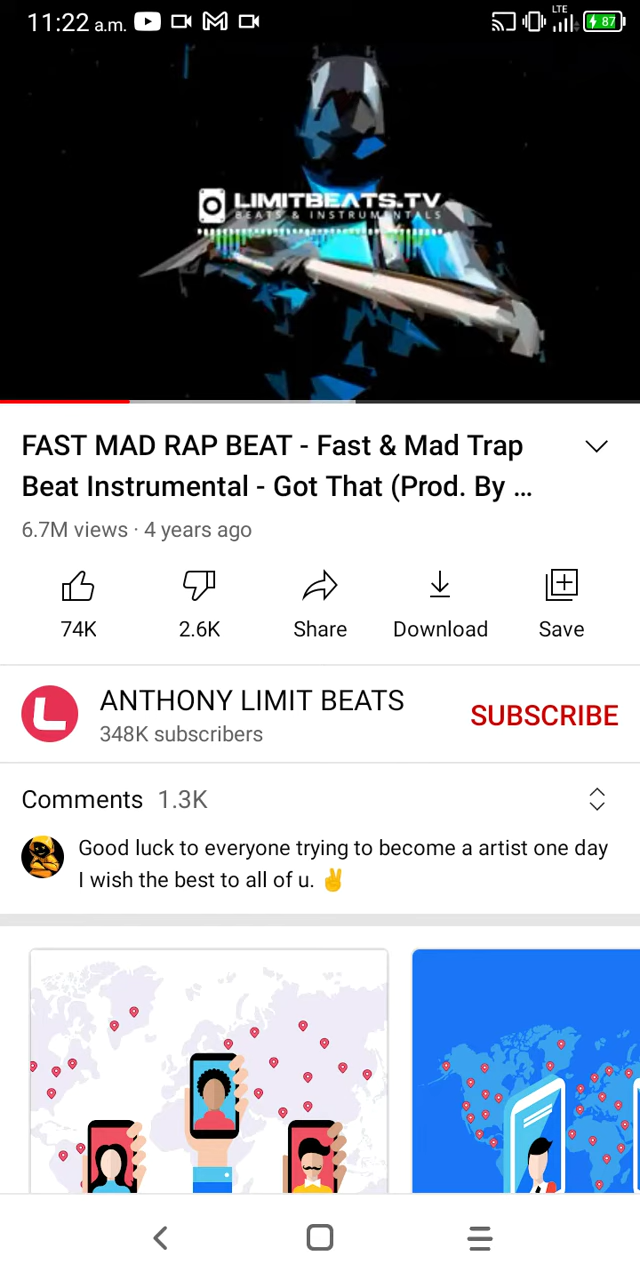 11:22 a.m.
LTE
87
LIMITBEATS.TV
BEATS & INSTRUMENTALS
FAST MAD RAP BEAT - Fast & Mad Trap
Beat Instrumental - Got That (Prod. By ...
6.7M views · 4 years ago
74K
2.6K
Share
Download
Save
ANTHONY LIMIT BEATS
348K subscribers
SUBSCRIBE
Comments 1.3K
Good luck to everyone trying to become a artist one day
I wish the best to all of u. ✌️